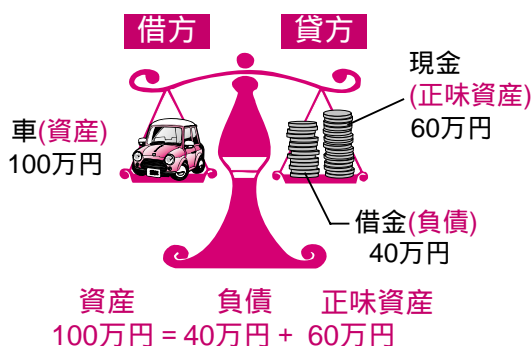 借方
貸方
車(資産)
100万円
現金
(正味資産)
60万円
借金(負債)
40万円
資産 負債 正味資産
100万円 = 40万円 + 60万円